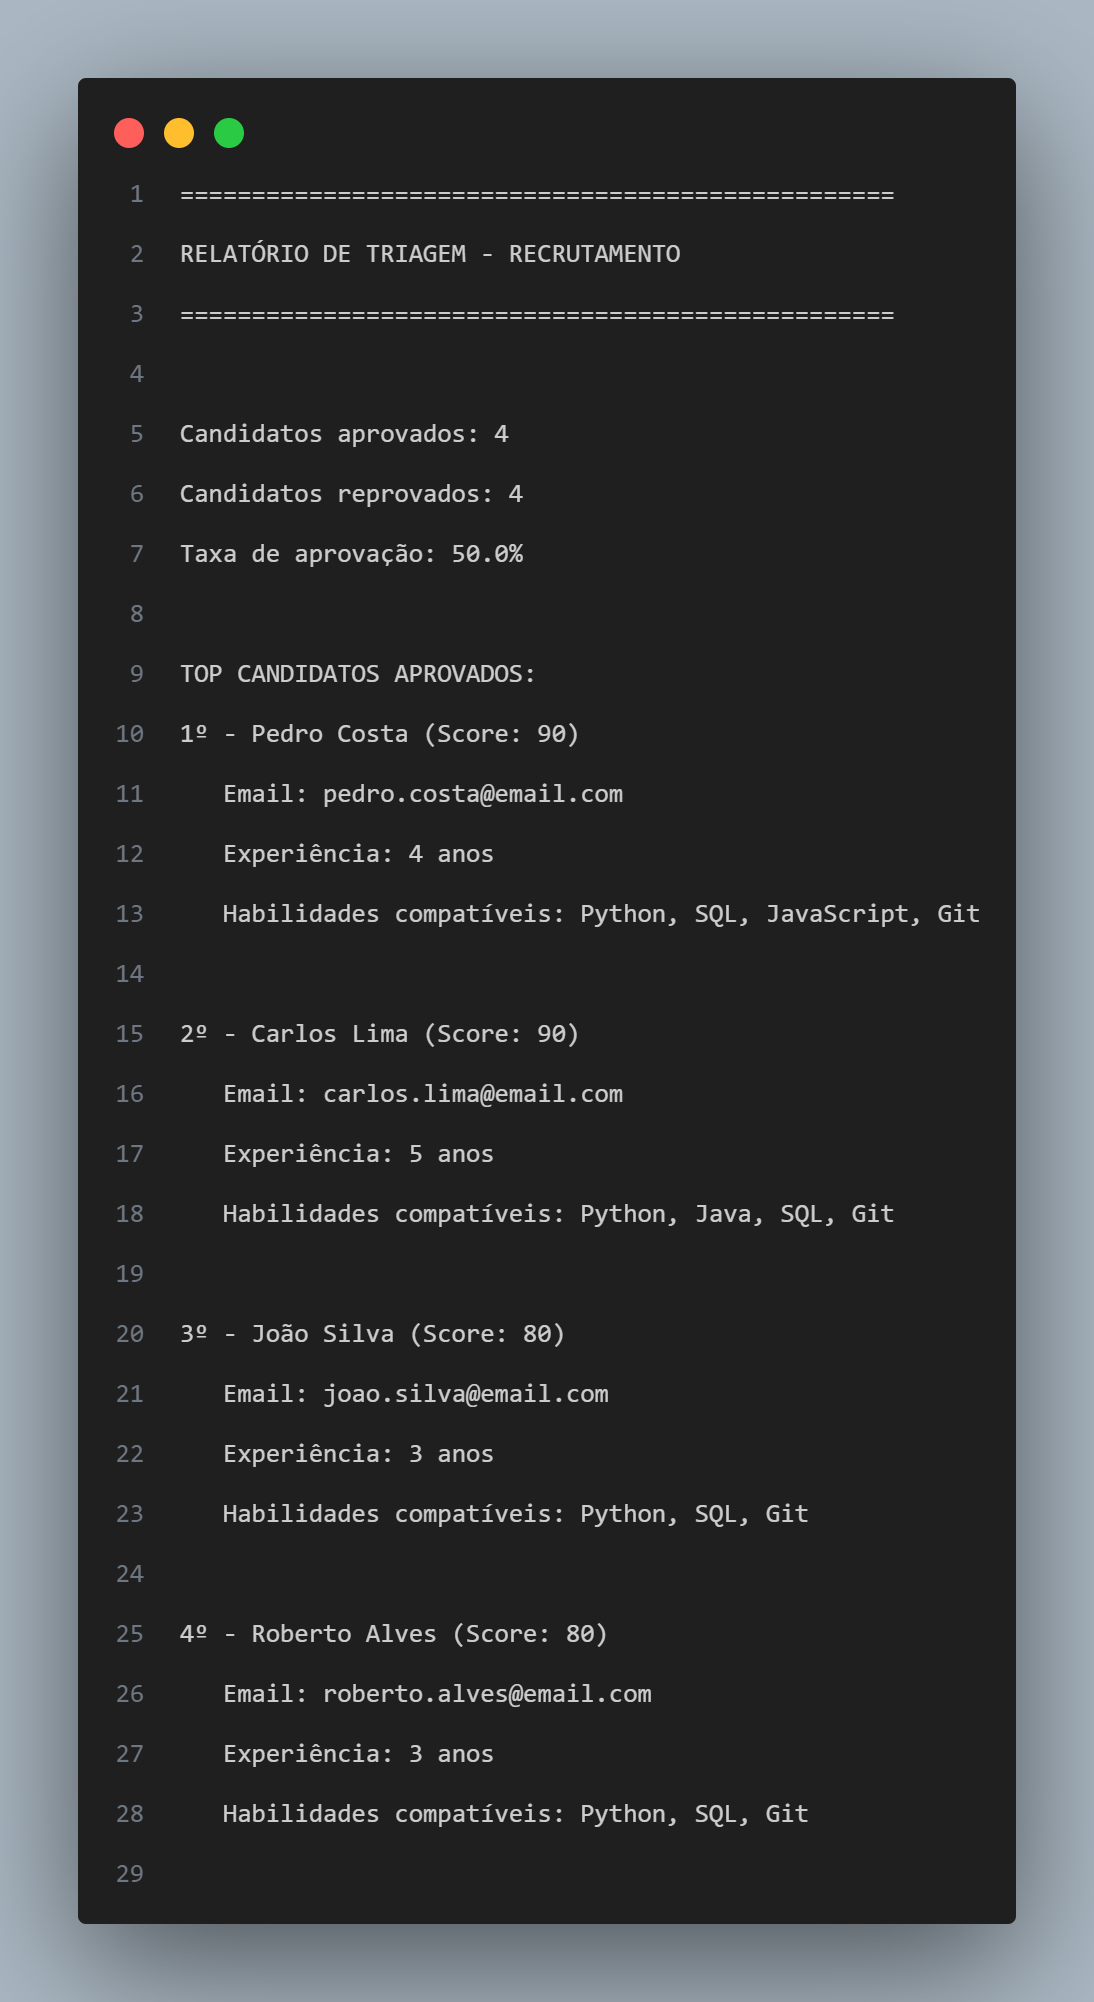 1 ==================================================
2 RELATÓRIO DE TRIAGEM - RECRUTAMENTO
3 ==================================================
4
5 Candidatos aprovados: 4
6 Candidatos reprovados: 4
7 Taxa de aprovação: 50.0%
8
9 TOP CANDIDATOS APROVADOS:
10 1º - Pedro Costa (Score: 90)
11    Email: pedro.costa@email.com
12    Experiência: 4 anos
13    Habilidades compatíveis: Python, SQL, JavaScript, Git
14
15 2º - Carlos Lima (Score: 90)
16    Email: carlos.lima@email.com
17    Experiência: 5 anos
18    Habilidades compatíveis: Python, Java, SQL, Git
19
20 3º - João Silva (Score: 80)
21    Email: joao.silva@email.com
22    Experiência: 3 anos
23    Habilidades compatíveis: Python, SQL, Git
24
25 4º - Roberto Alves (Score: 80)
26    Email: roberto.alves@email.com
27    Experiência: 3 anos
28    Habilidades compatíveis: Python, SQL, Git
29